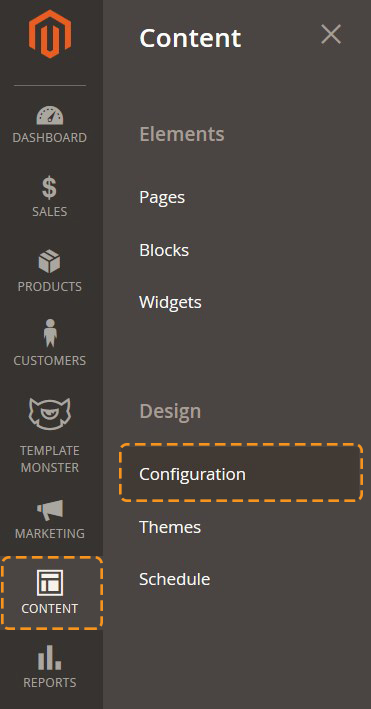 DASHBOARD
SALES
PRODUCTS
CUSTOMERS
TEMPLATE
MONSTER
MARKETING
CONTENT
REPORTS
Content
Elements
Pages
Blocks
Widgets
Design
Configuration
Themes
Schedule